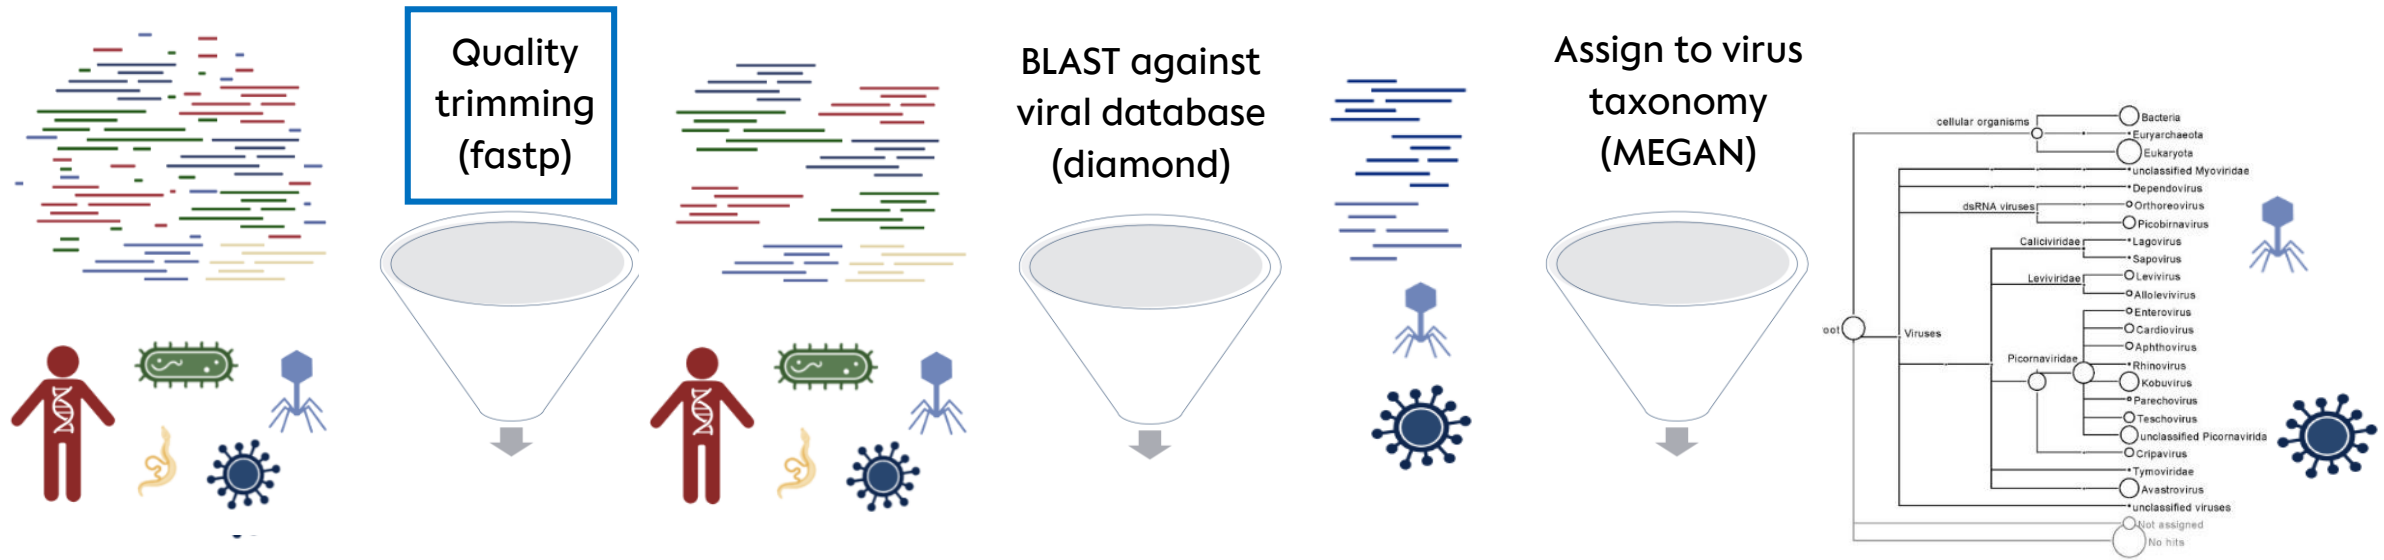 Quality
trimming
(fastp)
BLAST against
viral database
(diamond)
Assign to virus
taxonomy
(MEGAN)
oot
cellular organisms
Bacteria
Euryarchaeota
Eukaryota
Viruses
unclassified Myoviridae
Dependovirus
dsRNA viruses
Orthoreovirus
Picobirnavirus
Caliciviridae
Lagovirus
Sapovirus
Leviviridae
Levivirus
Allolevivirus
Picornaviridae
Enterovirus
Cardiovirus
Aphthovirus
Rhinovirus
Kobuvirus
Parechovirus
Teschovirus
unclassified Picornavirida
Cripavirus
Tymoviridae
Avastrovirus
unclassified viruses
Not assigned
No hits